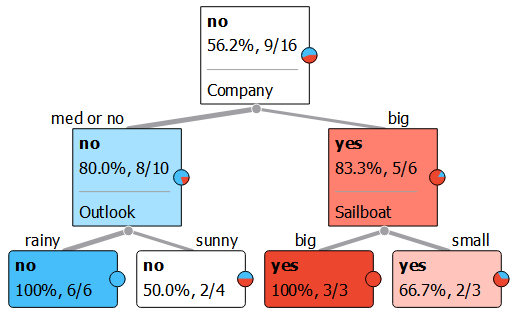 no
56.2%, 9/16
Company
med or no
big
no
80.0%, 8/10
Outlook
yes
83.3%, 5/6
Sailboat
rainy
sunny
big
small
no
100%, 6/6
no
50.0%, 2/4
yes
100%, 3/3
yes
66.7%, 2/3